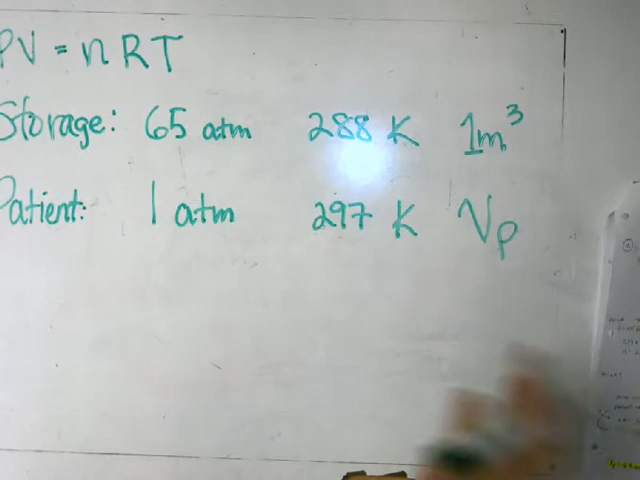 PV = nRT
Storage: 65 atm 288 K 1m³
Patient: 1 atm 297 K Vp